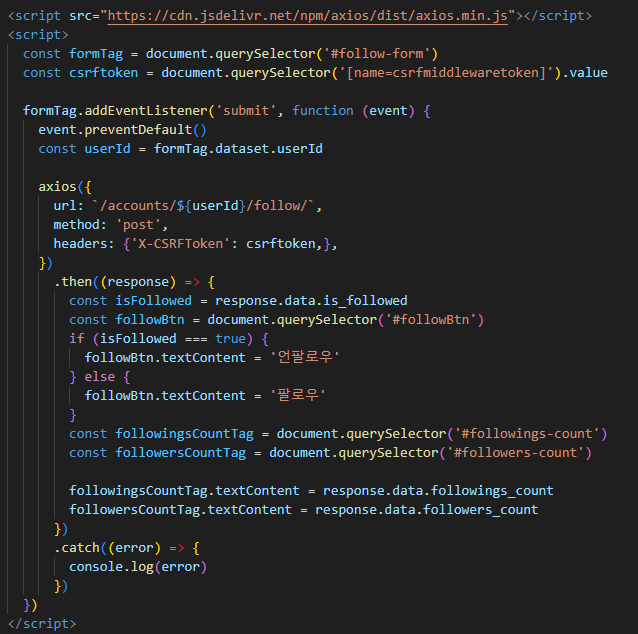 <script src="https://cdn.jsdelivr.net/npm/axios/dist/axios.min.js"></script>
<script>
  const formTag = document.querySelector('#follow-form')
  const csrftoken = document.querySelector('[name=csrfmiddlewaretoken]').value

  formTag.addEventListener('submit', function (event) {
    event.preventDefault()
    const userId = formTag.dataset.userId

    axios({
      url: `/accounts/${userId}/follow/`,
      method: 'post',
      headers: {'X-CSRFToken': csrftoken,},
    })
      .then((response) => {
        const isFollowed = response.data.is_followed
        const followBtn = document.querySelector('#followBtn')
        if (isFollowed === true) {
          followBtn.textContent = '언팔로우'
        } else {
          followBtn.textContent = '팔로우'
        }
        const followingsCountTag = document.querySelector('#followings-count')
        const followersCountTag = document.querySelector('#followers-count')

        followingsCountTag.textContent = response.data.followings_count
        followersCountTag.textContent = response.data.followers_count
      })
      .catch((error) => {
        console.log(error)
      })
  })
</script>